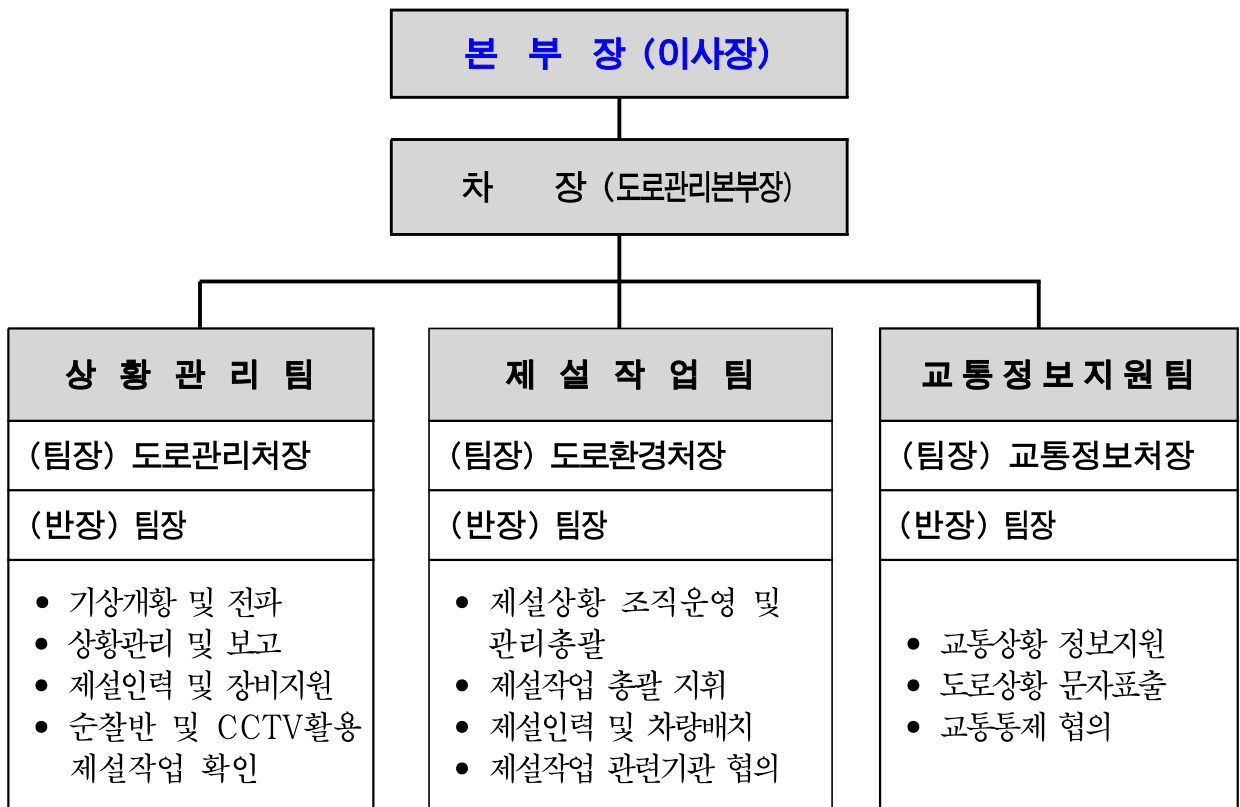 본 부 장 (이사장)
차 장 (도로관리본부장)
상 황 관 리 팀
(팀장) 도로관리처장
(반장) 팀장
• 기상개황 및 전파
• 상황관리 및 보고
• 제설인력 및 장비지원
• 순찰반 및 CCTV활용
제설작업 확인
제 설 작 업 팀
(팀장) 도로환경처장
(반장) 팀장
• 제설상황 조직운영 및
관리총괄
• 제설작업 총괄 지휘
• 제설인력 및 차량배치
• 제설작업 관련기관 협의
교통정보지원팀
(팀장) 교통정보처장
(반장) 팀장
• 교통상황 정보지원
• 도로상황 문자표출
• 교통통제 협의